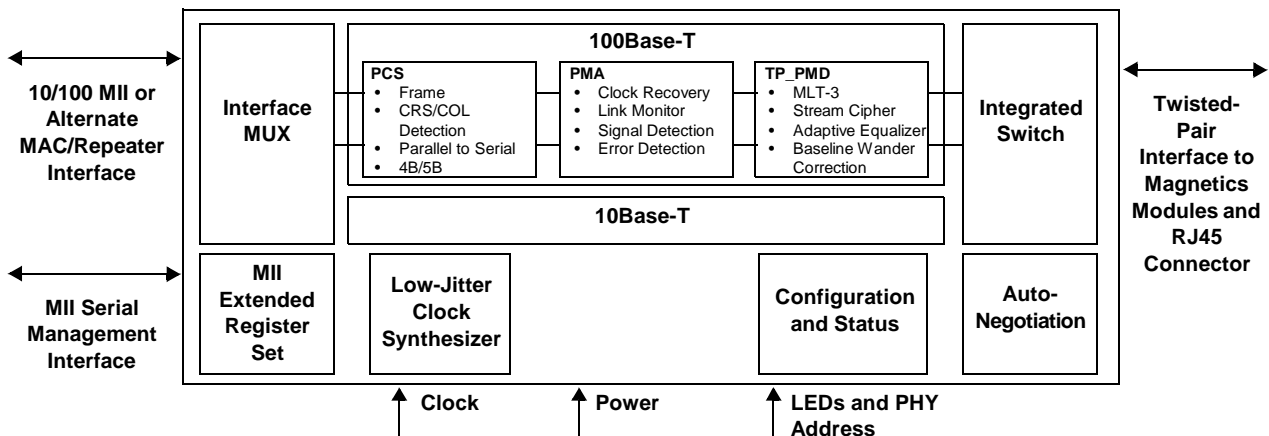 10/100 MII or
Alternate
MAC/Repeater
Interface
MII Serial
Management
Interface
Interface
MUX
100Base-T
PCS
• Frame
• CRS/COL
Detection
• Parallel to Serial
• 4B/5B
PMA
• Clock Recovery
• Link Monitor
• Signal Detection
• Error Detection
TP_PMD
• MLT-3
• Stream Cipher
• Adaptive Equalizer
• Baseline Wander
Correction
Integrated
Switch
10Base-T
MII
Extended
Register
Set
Low-Jitter
Clock
Synthesizer
Configuration
and Status
Auto-
Negotiation
Twisted-
Pair
Interface to
Magnetics
Modules and
RJ45
Connector
Clock
Power
LEDs and PHY
Address